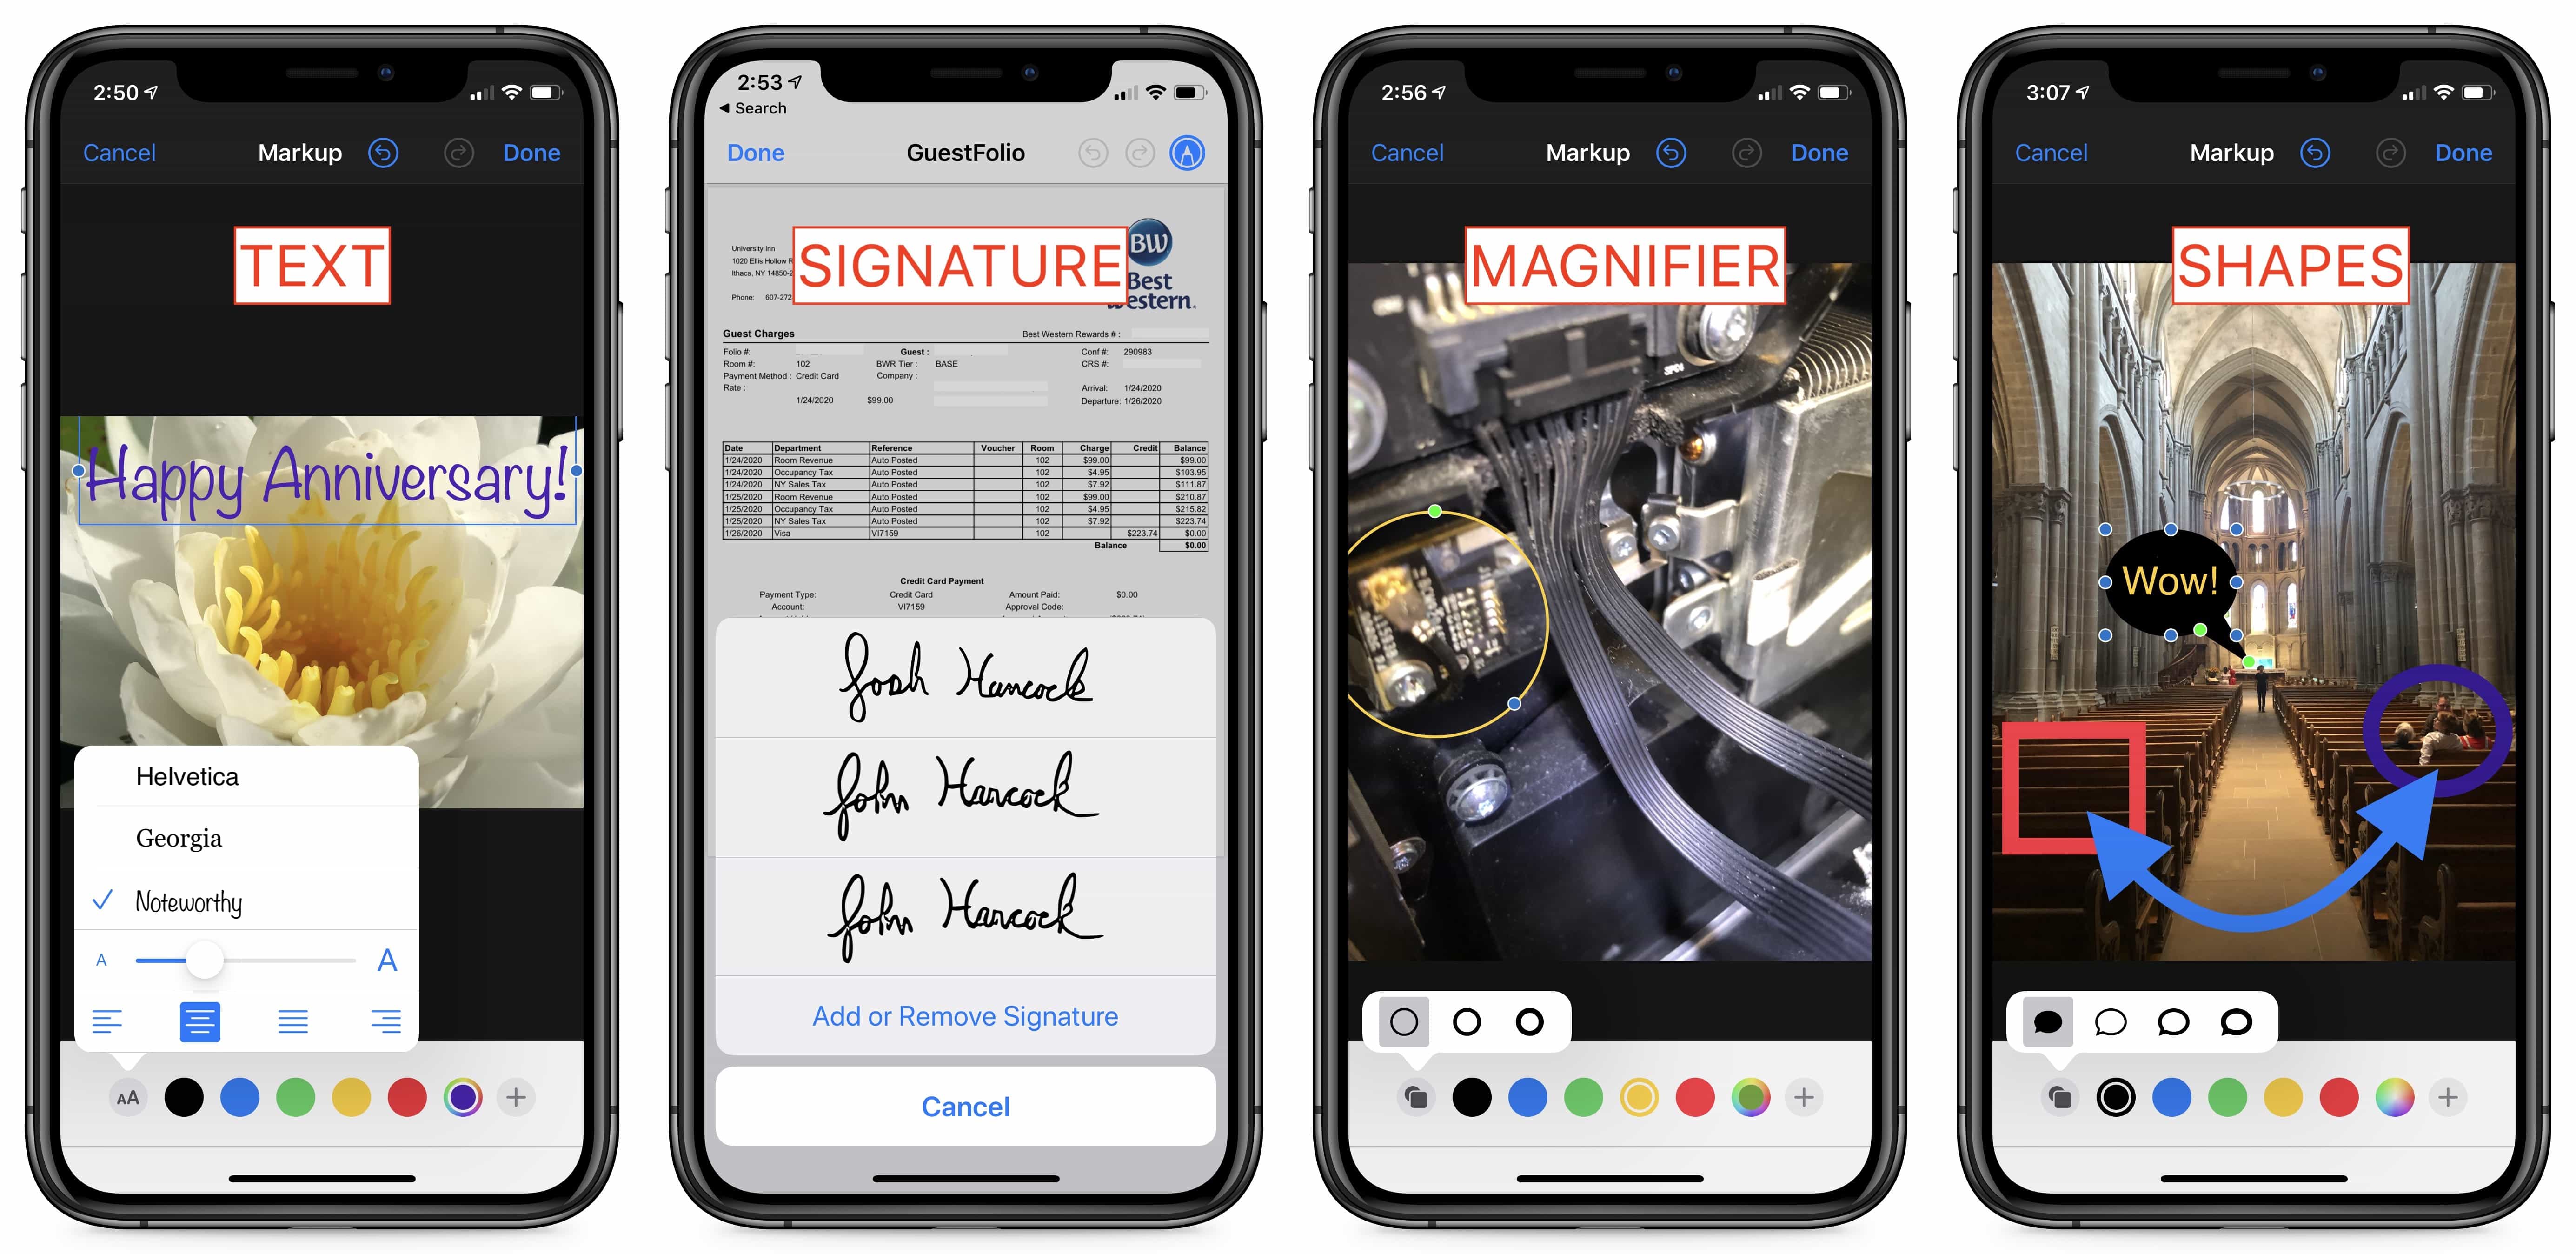 2:50
Cancel
Markup
Done
TEXT
Happy Anniversary!
Helvetica
Georgia
Noteworthy
A
A
AA
2:53
Search
Done
GuestFolio
SIGNATURE
University Inn
1020 Ellis Hollow R
Ithaca, NY 14850-2
Phone: 607-272
BW
Best
estern.
Guest Charges
Best Western Rewards # :
Folio #: Guest : Conf #: 290983
Room #: 102 BWR Tier : BASE CRS #:
Payment Method : Credit Card Company :
Rate : Arrival: 1/24/2020
1/24/2020 $99.00 Departure: 1/26/2020
Date Department Reference Voucher Room Charge Credit Balance
1/24/2020 Room Revenue Auto Posted 102 $99.00 $99.00
1/24/2020 Occupancy Tax Auto Posted 102 $4.95 $103.95
1/24/2020 NY Sales Tax Auto Posted 102 $7.92 $111.87
1/25/2020 Room Revenue Auto Posted 102 $99.00 $210.87
1/25/2020 Occupancy Tax Auto Posted 102 $4.95 $215.82
1/25/2020 NY Sales Tax Auto Posted 102 $7.92 $223.74
1/26/2020 Visa VI7159 102 $223.74 $0.00
Balance $0.00
Credit Card Payment
Payment Type: Credit Card Amount Paid: $0.00
Account: VI7159 Approval Code:
Josh Hancock
John Hancock
John Hancock
Add or Remove Signature
Cancel
2:56
Cancel
Markup
Done
MAGNIFIER
3:07
Cancel
Markup
Done
SHAPES
Wow!